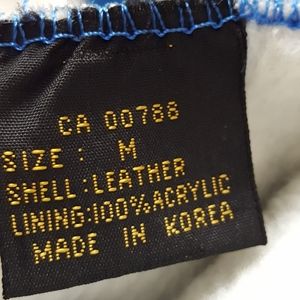 CA 00788
SIZE : M
SHELL:LEATHER
LINING:100%ACRYLIC
MADE IN KOREA